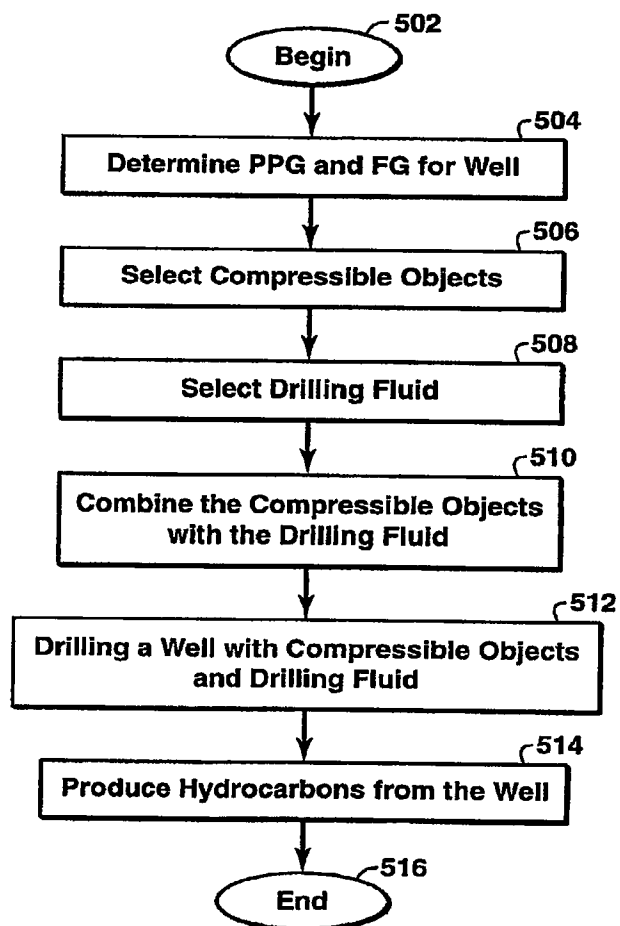 502
Begin
504
Determine PPG and FG for Well
506
Select Compressible Objects
508
Select Drilling Fluid
510
Combine the Compressible Objects
with the Drilling Fluid
512
Drilling a Well with Compressible Objects
and Drilling Fluid
514
Produce Hydrocarbons from the Well
516
End